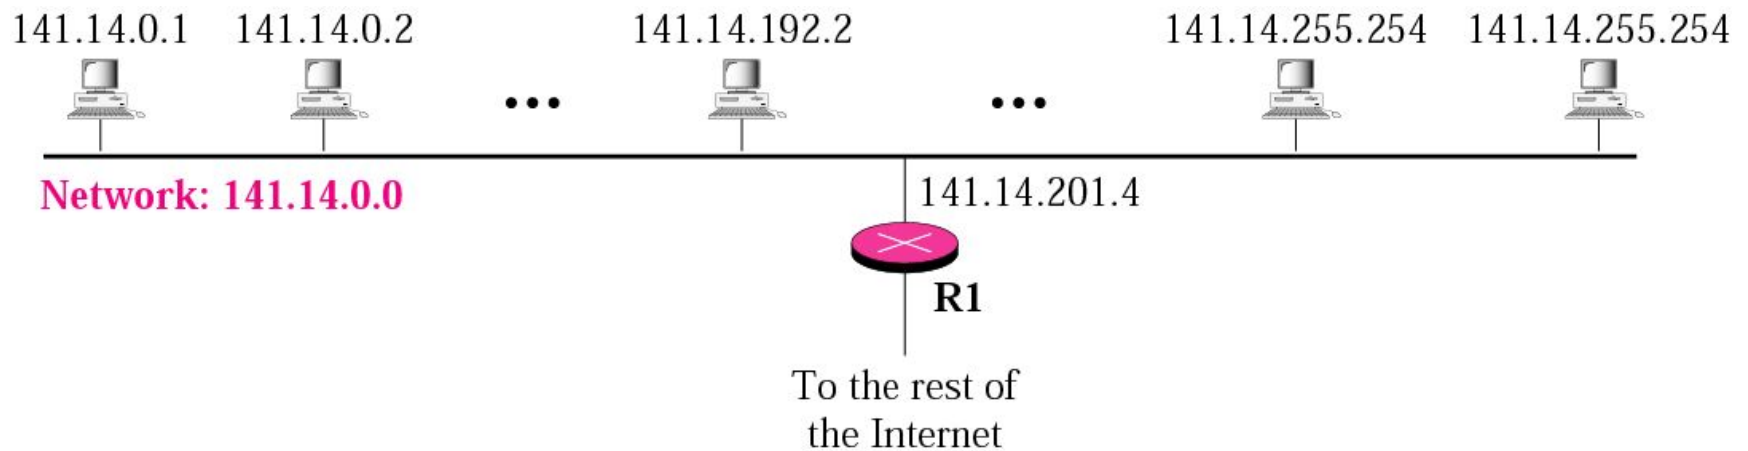 141.14.0.1 141.14.0.2 141.14.192.2 141.14.255.254 141.14.255.254
Network: 141.14.0.0
141.14.201.4
R1
To the rest of
the Internet